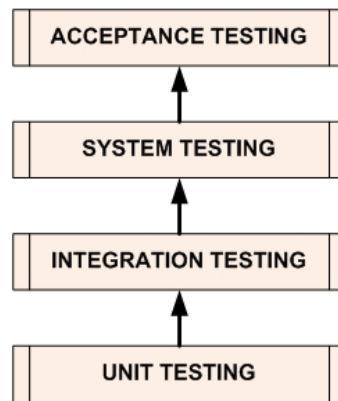 ACCEPTANCE TESTING
SYSTEM TESTING
INTEGRATION TESTING
UNIT TESTING